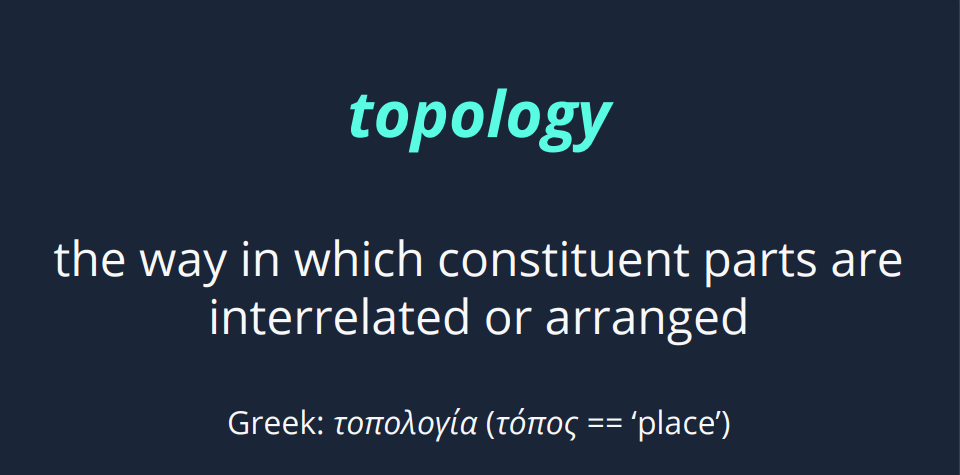 topology
the way in which constituent parts are
interrelated or arranged
Greek: τοπολογία (τόπος == ‘place’)